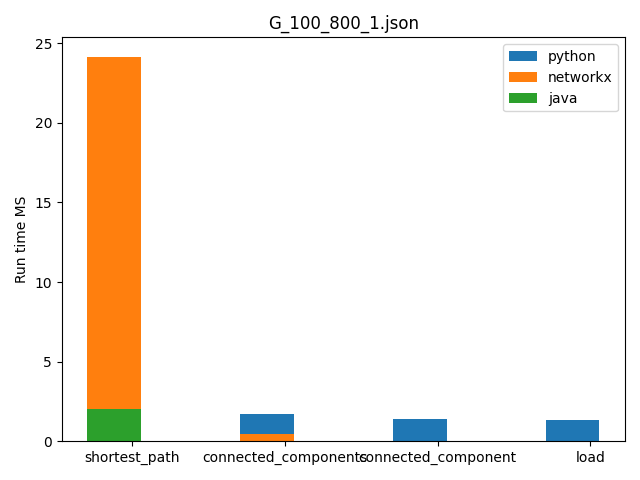 G_100_800_1.json
python
networkx
java
Run time MS
25
20
15
10
5
0
shortest_path
connected_components
connected_component
load